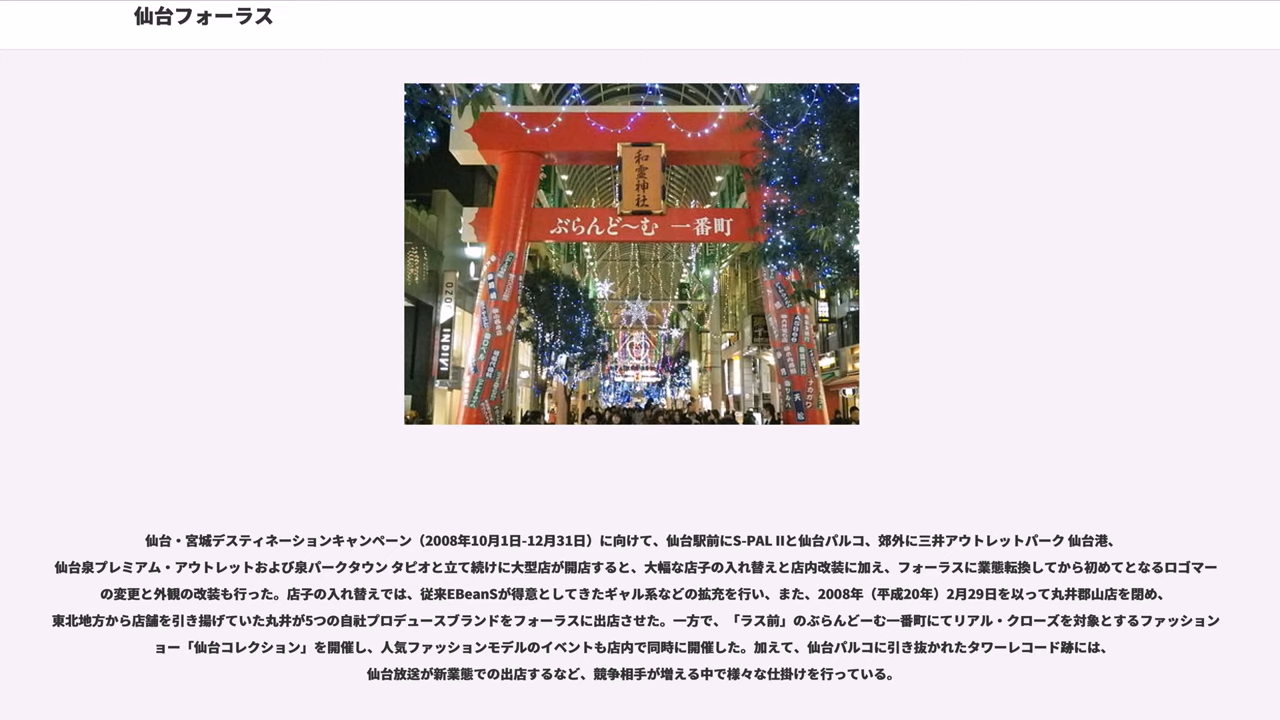 仙台フォーラス
和霊神社
ぶらんど〜む 一番町
OZOC
INDIVI
仙台・宮城デスティネーションキャンペーン（2008年10月1日-12月31日）に向けて、仙台駅前にS-PAL IIと仙台パルコ、郊外に三井アウトレットパーク 仙台港、
仙台泉プレミアム・アウトレットおよび泉パークタウン タピオと立て続けに大型店が開店すると、大幅な店子の入れ替えと店内改装に加え、フォーラスに業態転換してから初めてとなるロゴマー
の変更と外観の改装も行った。店子の入れ替えでは、従来EBeanSが得意としてきたギャル系などの拡充を行い、また、2008年（平成20年）2月29日を以って丸井郡山店を閉め、
東北地方から店舗を引き揚げていた丸井が5つの自社プロデュースブランドをフォーラスに出店させた。一方で、「ラス前」のぶらんどーむ一番町にてリアル・クローズを対象とするファッション
ョー「仙台コレクション」を開催し、人気ファッションモデルのイベントも店内で同時に開催した。加えて、仙台パルコに引き抜かれたタワーレコード跡には、
仙台放送が新業態での出店するなど、競争相手が増える中で様々な仕掛けを行っている。